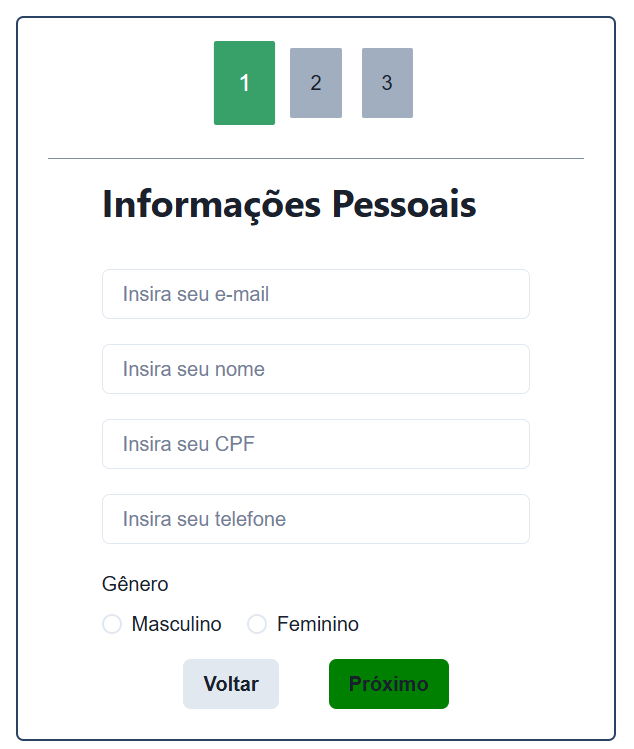 1 2 3
Informações Pessoais
Insira seu e-mail
Insira seu nome
Insira seu CPF
Insira seu telefone
Gênero
Masculino Feminino
Voltar Próximo